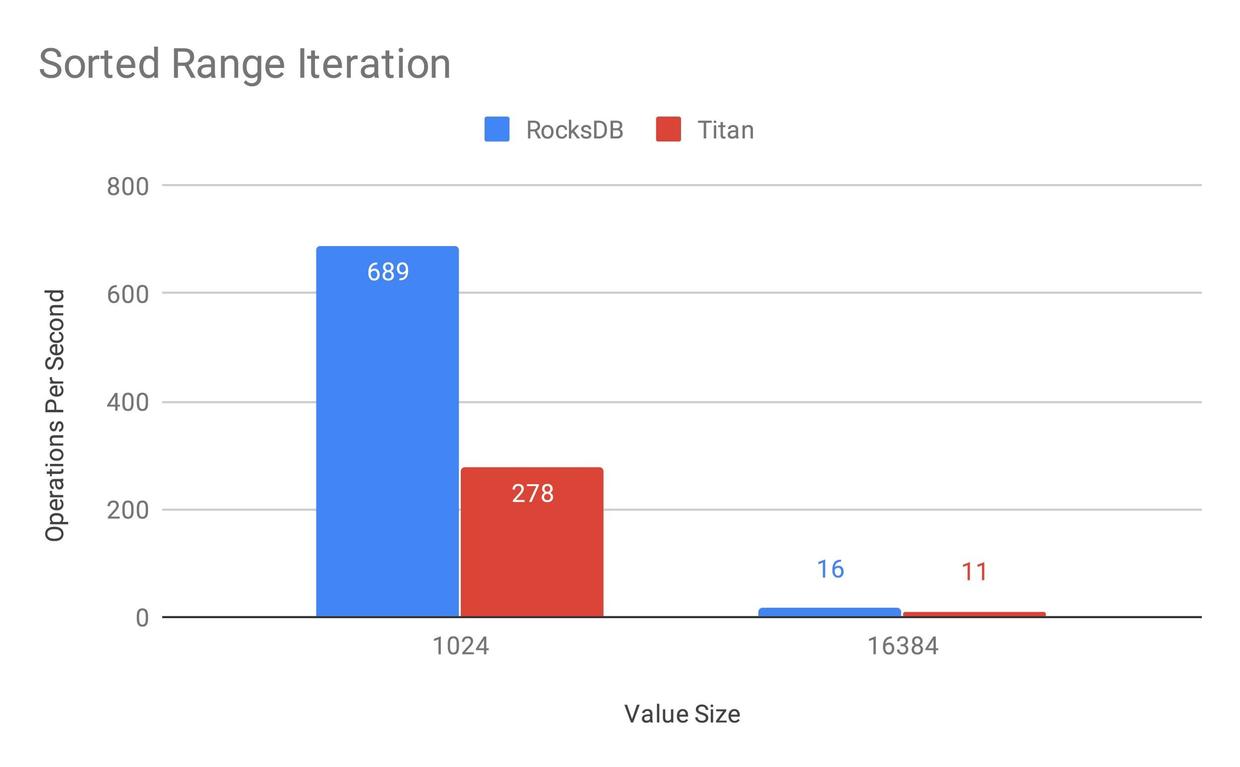 Sorted Range Iteration
RocksDB Titan
800
600
400
200
0
Operations Per Second
689
278
16
11
1024 16384
Value Size